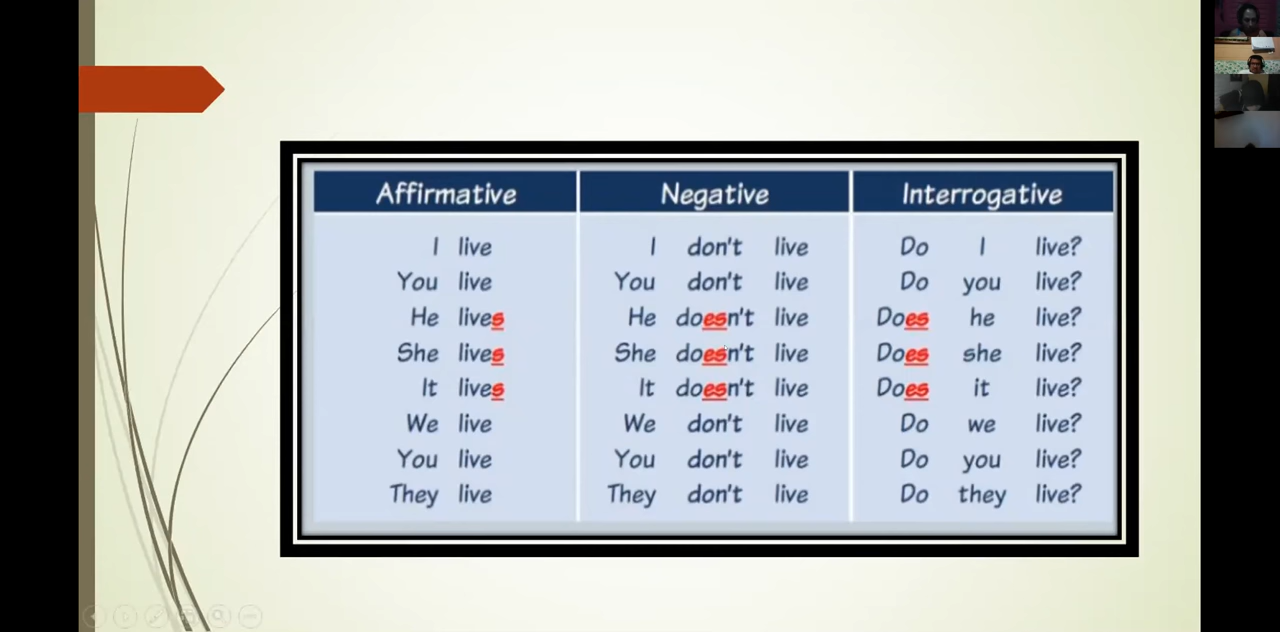 Affirmative Negative Interrogative
I live I don't live Do I live?
You live You don't live Do you live?
He lives He doesn't live Does he live?
She lives She doesn't live Does she live?
It lives It doesn't live Does it live?
We live We don't live Do we live?
You live You don't live Do you live?
They live They don't live Do they live?